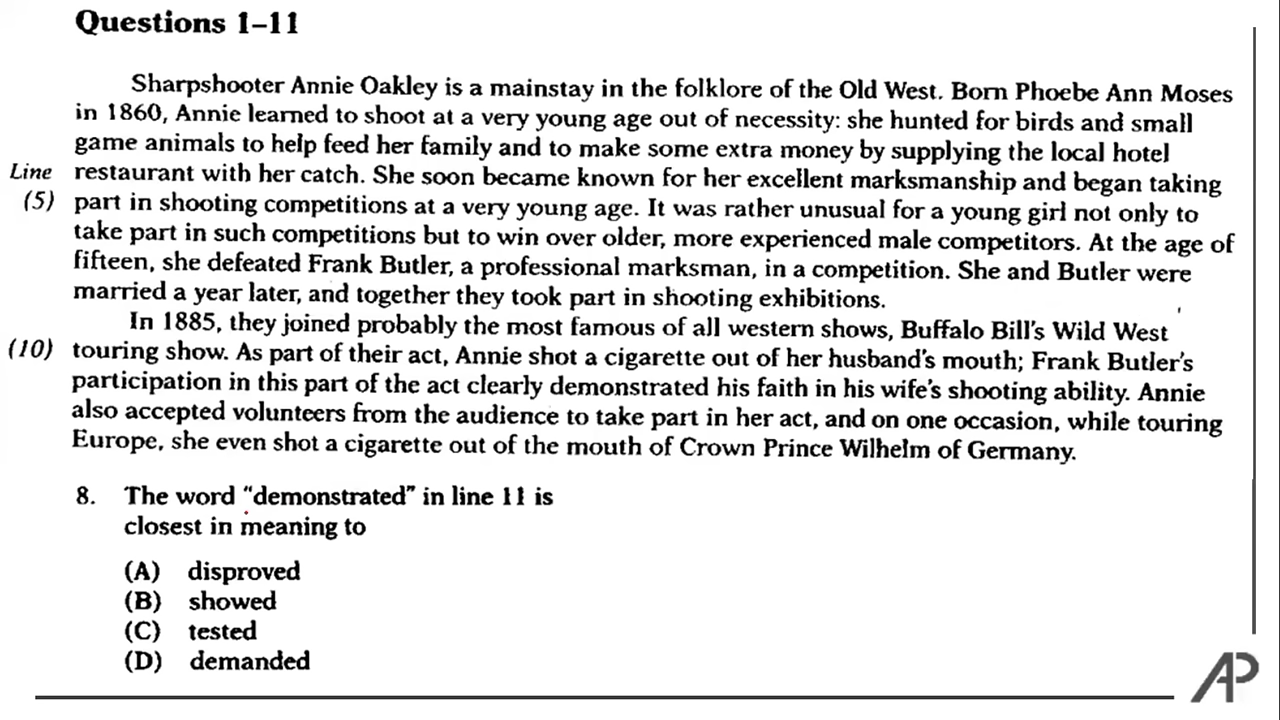 Questions 1–11
Sharpshooter Annie Oakley is a mainstay in the folklore of the Old West. Born Phoebe Ann Moses
in 1860, Annie learned to shoot at a very young age out of necessity: she hunted for birds and small
game animals to help feed her family and to make some extra money by supplying the local hotel
Line restaurant with her catch. She soon became known for her excellent marksmanship and began taking
(5) part in shooting competitions at a very young age. It was rather unusual for a young girl not only to
take part in such competitions but to win over older, more experienced male competitors. At the age of
fifteen, she defeated Frank Butler, a professional marksman, in a competition. She and Butler were
married a year later, and together they took part in shooting exhibitions.
In 1885, they joined probably the most famous of all western shows, Buffalo Bill's Wild West
(10) touring show. As part of their act, Annie shot a cigarette out of her husband's mouth; Frank Butler's
participation in this part of the act clearly demonstrated his faith in his wife's shooting ability. Annie
also accepted volunteers from the audience to take part in her act, and on one occasion, while touring
Europe, she even shot a cigarette out of the mouth of Crown Prince Wilhelm of Germany.
8. The word "demonstrated" in line 11 is
closest in meaning to
(A) disproved
(B) showed
(C) tested
(D) demanded
AP